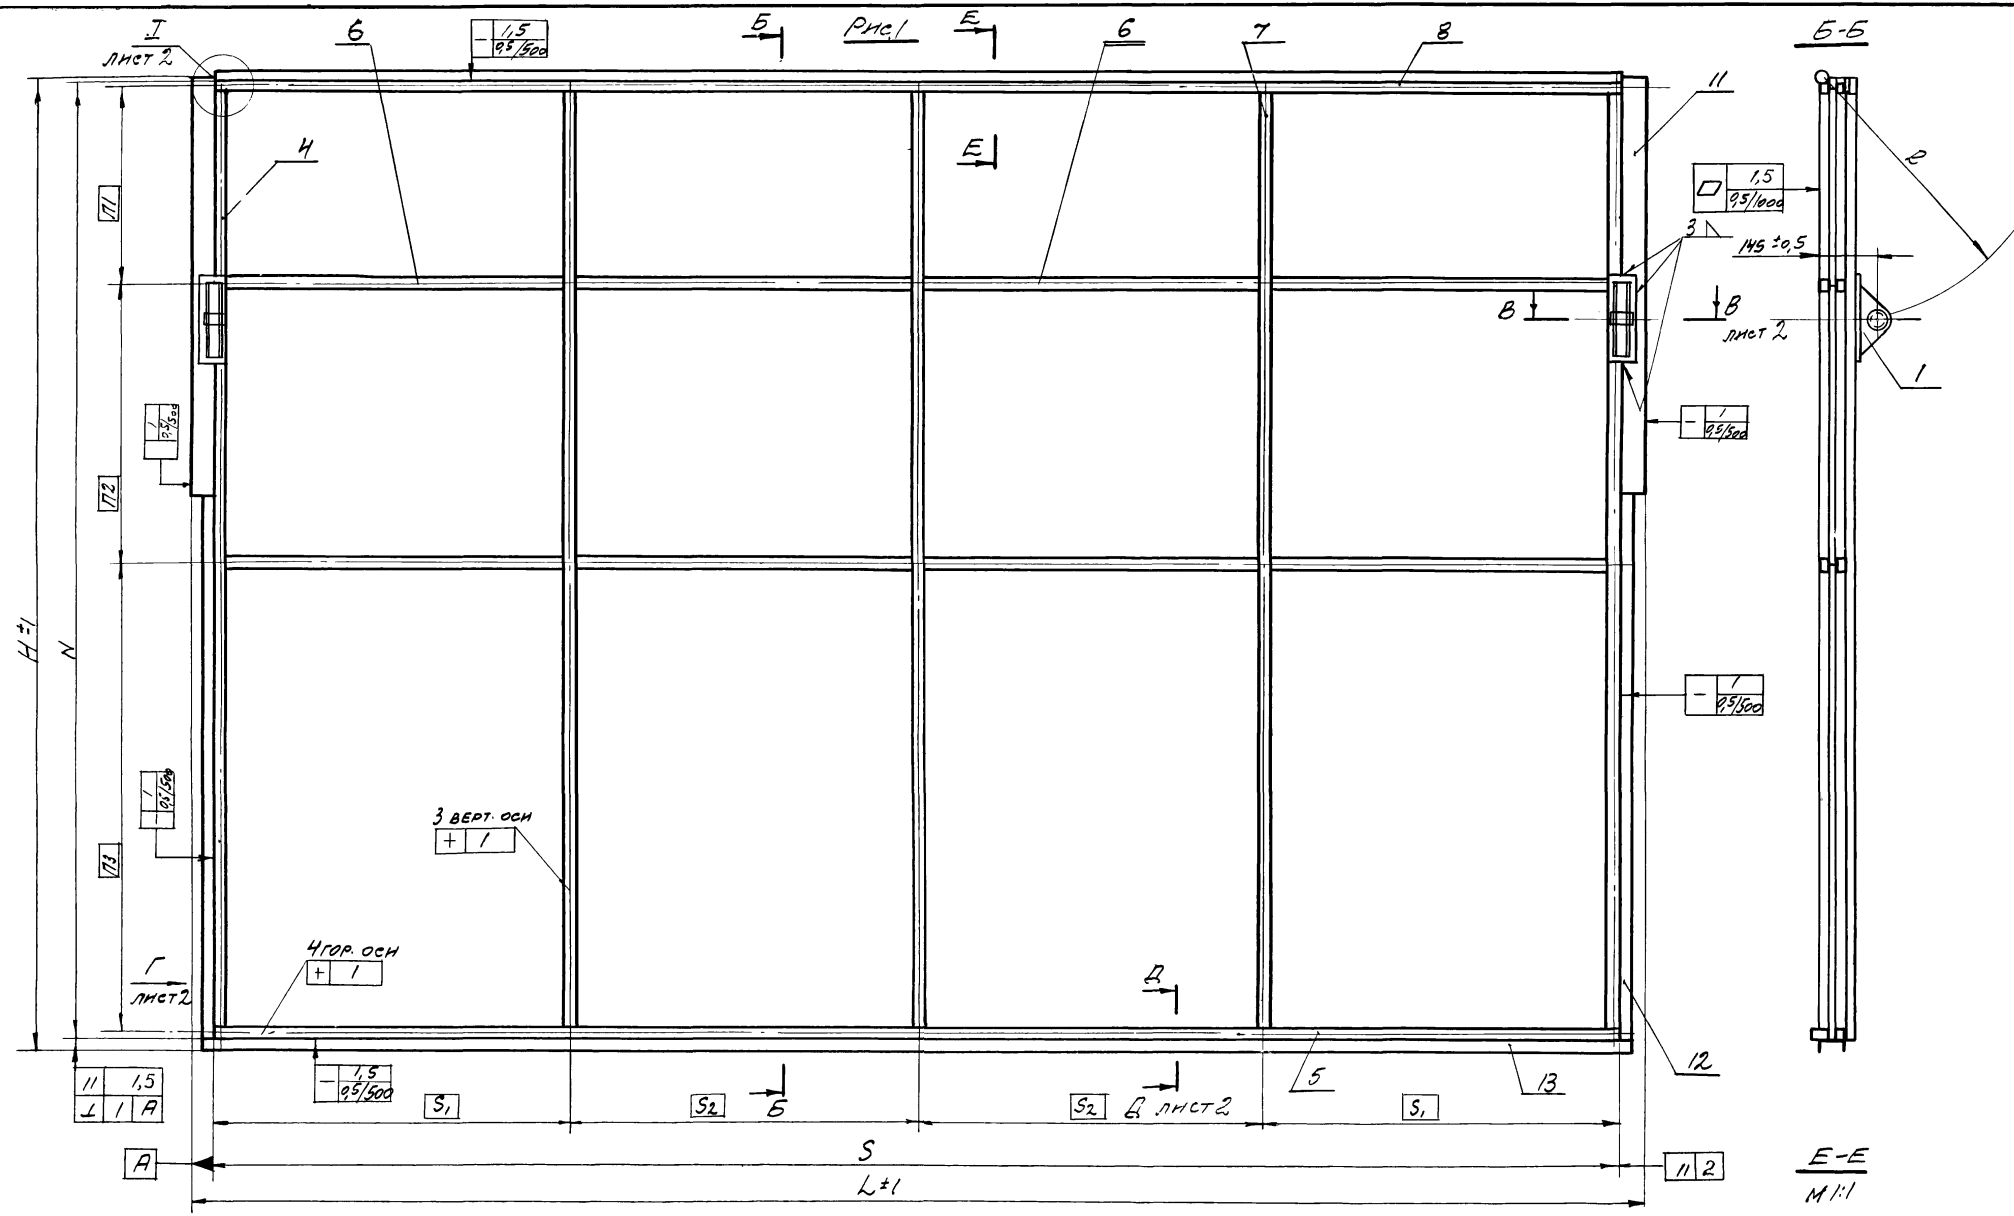 I
лист 2
6
— 1,5
0,5/500
Б
Рис.1
Е
6
7
8
Б-Б
11
4
Е
П1
1,5
0,5/1000
е
3
145 ±0,5
В
В
лист 2
1
— 1
0,5/500
— 1
0,5/500
П2
H ±1
N
— 1
0,5/500
— 1
0,5/500
3 верт. оси
+ 1
П3
4 гор. оси
+ 1
Г
лист 2
Д
5
13
12
// 1,5
⊥ 1 А
— 1,5
0,5/500
S₁
S₂
Б
S₂
Д лист 2
S₁
А
S
// 2
L ±1
Е-Е
М 1:1